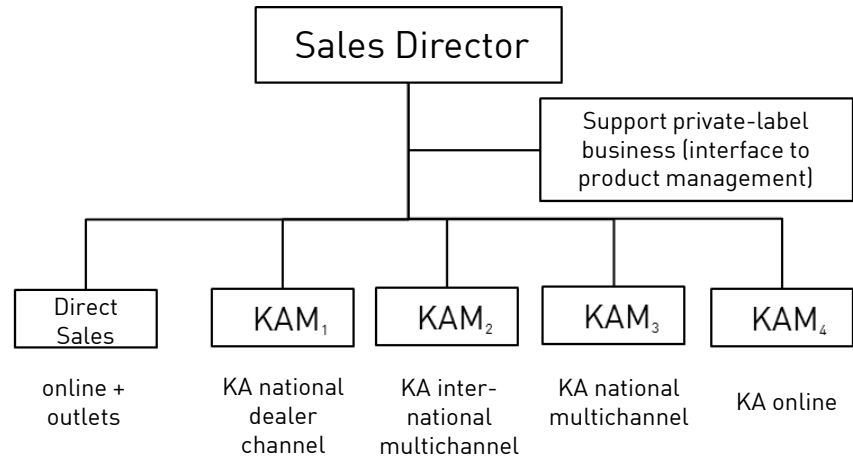 Sales Director
Support private-label
business (interface to
product management)
Direct
Sales
KAM₁
KAM₂
KAM₃
KAM₄
online +
outlets
KA national
dealer
channel
KA inter-
national
multichannel
KA national
multichannel
KA online